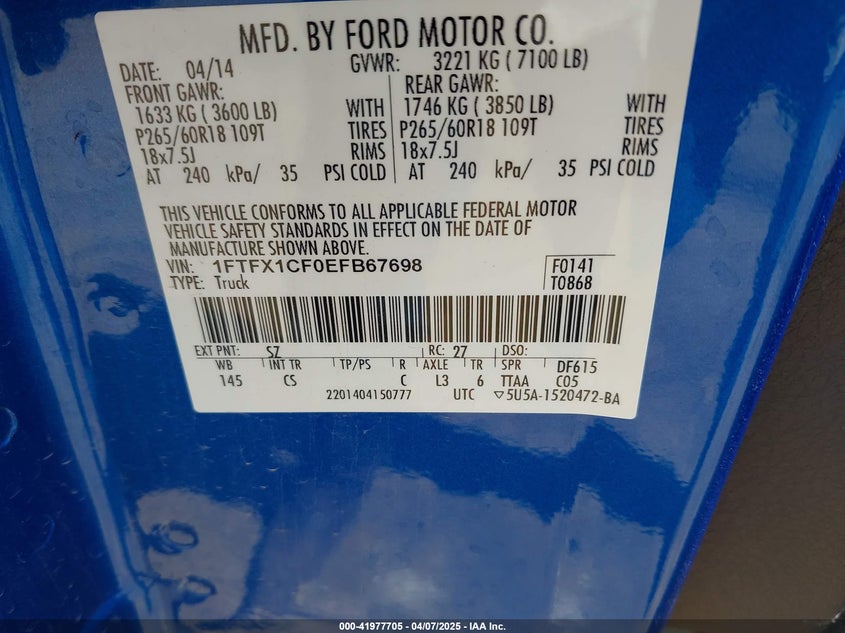 MFD. BY FORD MOTOR CO.
DATE: 04/14 GVWR: 3221 KG ( 7100 LB)
FRONT GAWR: REAR GAWR:
1633 KG ( 3600 LB) WITH 1746 KG ( 3850 LB) WITH
P265/60R18 109T TIRES P265/60R18 109T TIRES
18x7.5J RIMS 18x7.5J RIMS
AT 240 kPa/ 35 PSI COLD AT 240 kPa/ 35 PSI COLD
THIS VEHICLE CONFORMS TO ALL APPLICABLE FEDERAL MOTOR
VEHICLE SAFETY STANDARDS IN EFFECT ON THE DATE OF
MANUFACTURE SHOWN ABOVE.
VIN: 1FTFX1CF0EFB67698 F0141
TYPE: Truck T0868
EXT PNT: SZ RC: 27 DSO:
WB INT TR TP/PS R AXLE TR SPR DF615
145 CS C L3 6 TTAA C05
2201404150777 UTC ▽5U5A-1520472-BA
000-41977705 - 04/07/2025 - IAA Inc.